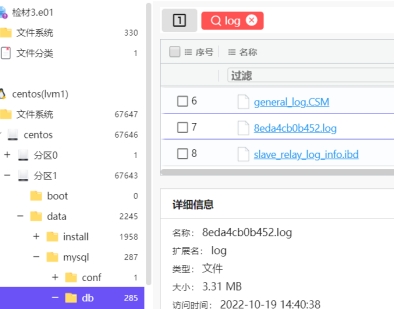 检材3.e01
文件系统 330
文件分类 1
centos(lvm1)
文件系统 67647
centos 67646
+ 分区0 1
− 分区1 67643
boot 0
− data 2245
+ install 1958
− mysql 287
+ conf 1
− db 285
1 log
序号 名称
过滤
6 general_log.CSM
7 8eda4cb0b452.log
8 slave_relay_log_info.ibd
详细信息
名称: 8eda4cb0b452.log
扩展名: log
类型: 文件
大小: 3.31 MB
访问时间: 2022-10-19 14:40:38